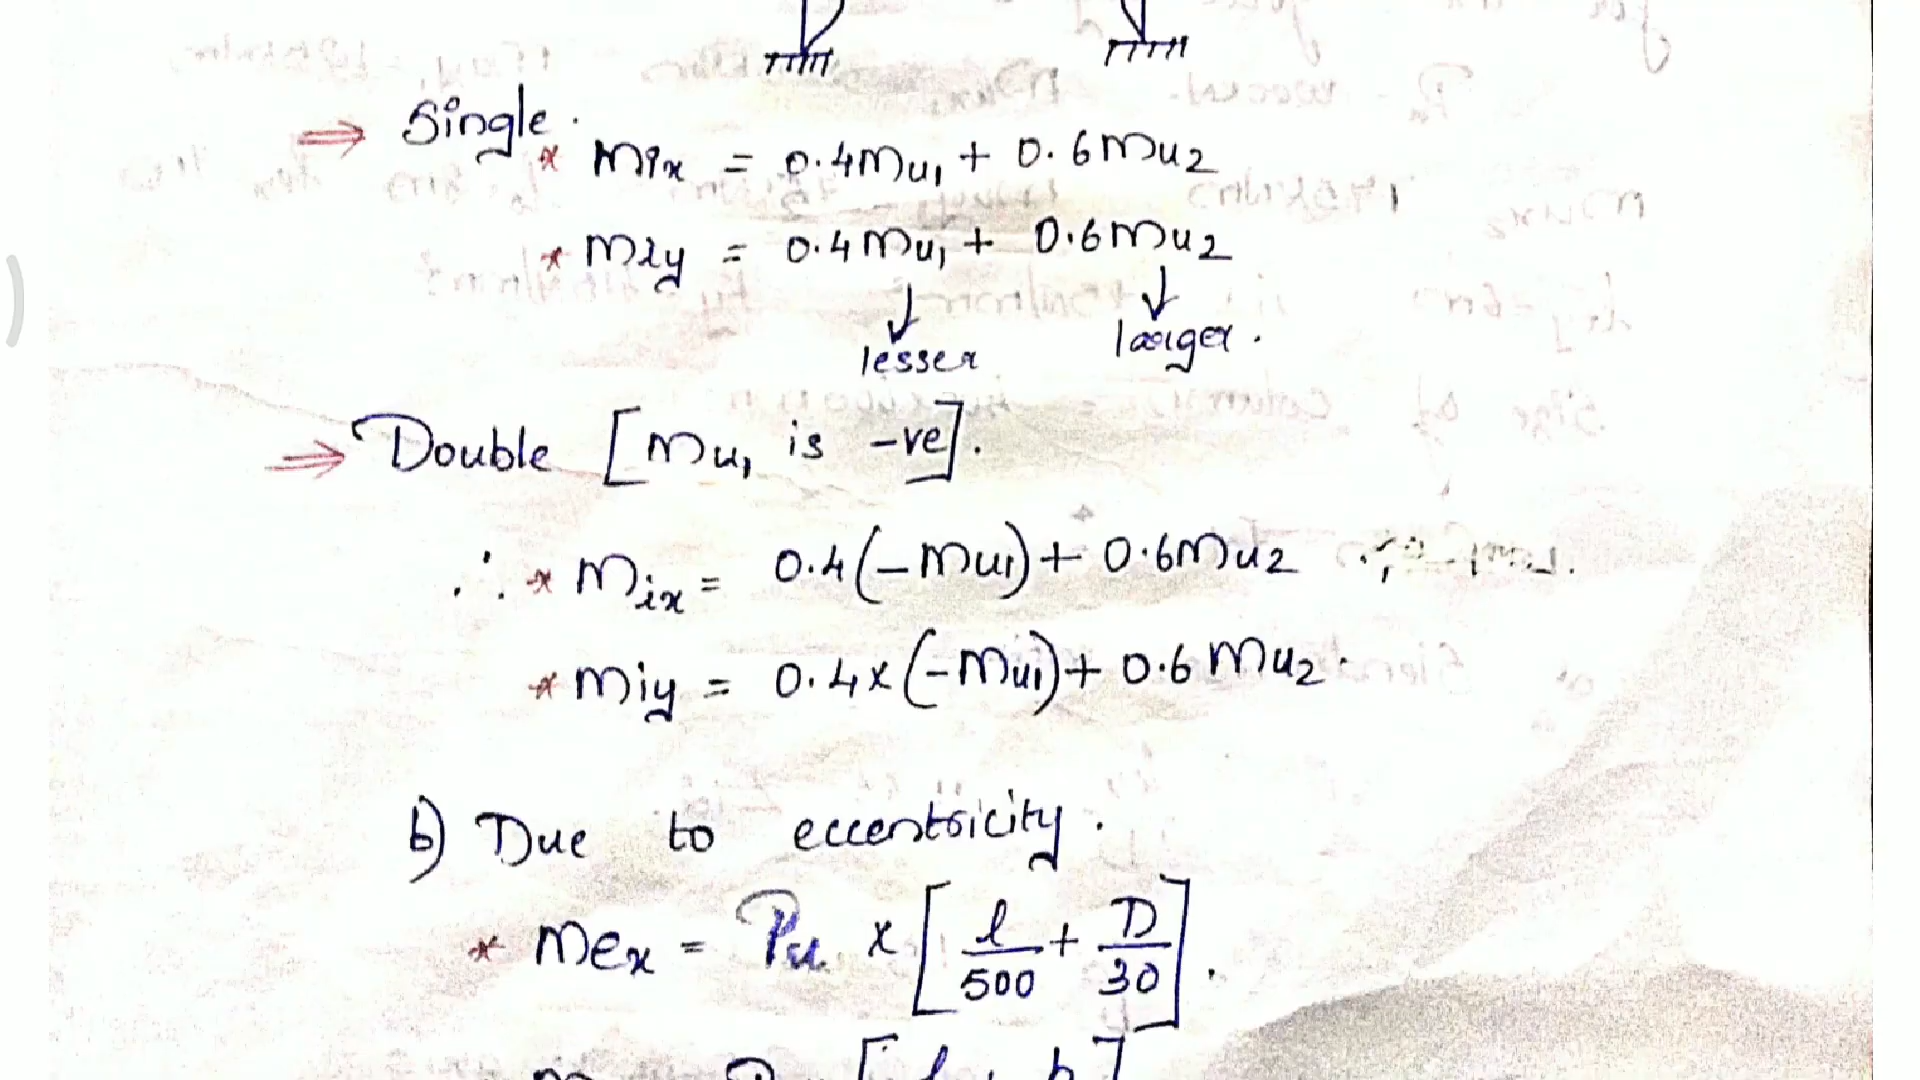 ⇒ Single.
* Mix = 0.4Mu1 + 0.6Mu2
* Miy = 0.4Mu1 + 0.6Mu2
↓ ↓
lesser larger.
⇒ Double [Mu1 is -ve].
∴ * Mix = 0.4(-Mu1) + 0.6Mu2
* Miy = 0.4x(-Mu1) + 0.6Mu2.
b) Due to eccentricity.
* Mex = Pu x [l/500 + D/30].